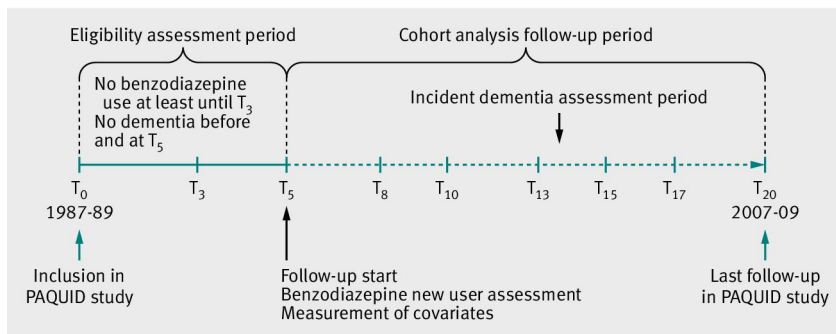 Eligibility assessment period
Cohort analysis follow-up period
No benzodiazepine
use at least until T3
No dementia before
and at T5
Incident dementia assessment period
T0
T3
T5
T8
T10
T13
T15
T17
T20
1987-89
2007-09
Inclusion in
PAQUID study
Follow-up start
Benzodiazepine new user assessment
Measurement of covariates
Last follow-up
in PAQUID study